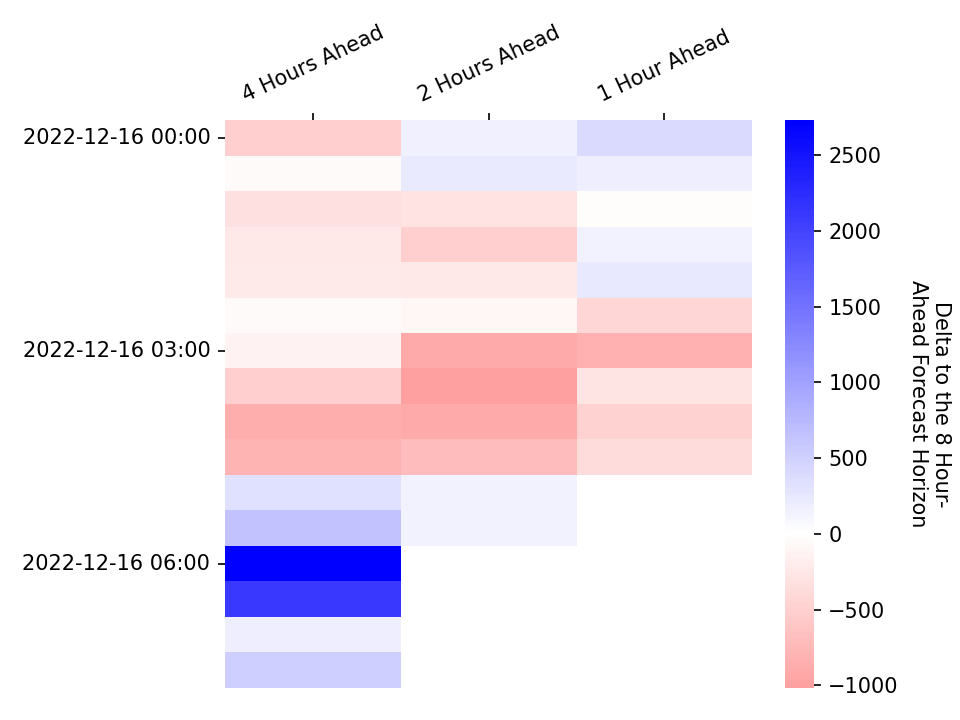 4 Hours Ahead
2 Hours Ahead
1 Hour Ahead
2022-12-16 00:00
2022-12-16 03:00
2022-12-16 06:00
2500
2000
1500
1000
500
0
−500
−1000
Delta to the 8 Hour-
Ahead Forecast Horizon